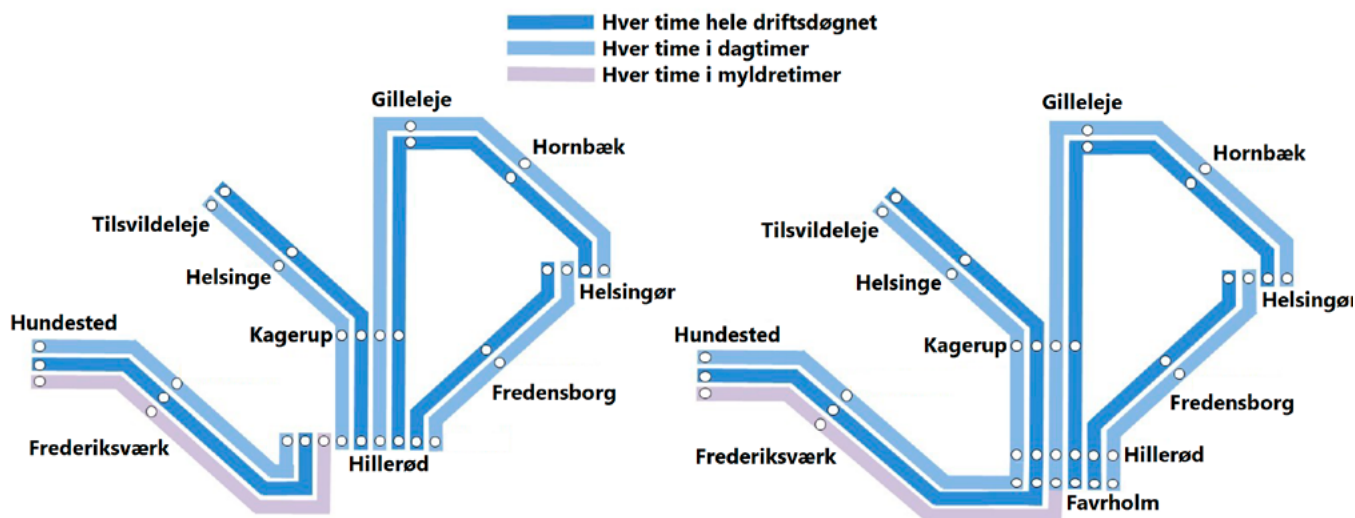 Hver time hele driftsdøgnet
Hver time i dagtimer
Hver time i myldretimer
Gilleleje
Hornbæk
Tilsvildeleje
Helsinge
Helsingør
Hundested
Kagerup
Fredensborg
Frederiksværk
Hillerød
Gilleleje
Hornbæk
Tilsvildeleje
Helsinge
Helsingør
Hundested
Kagerup
Fredensborg
Frederiksværk
Hillerød
Favrholm